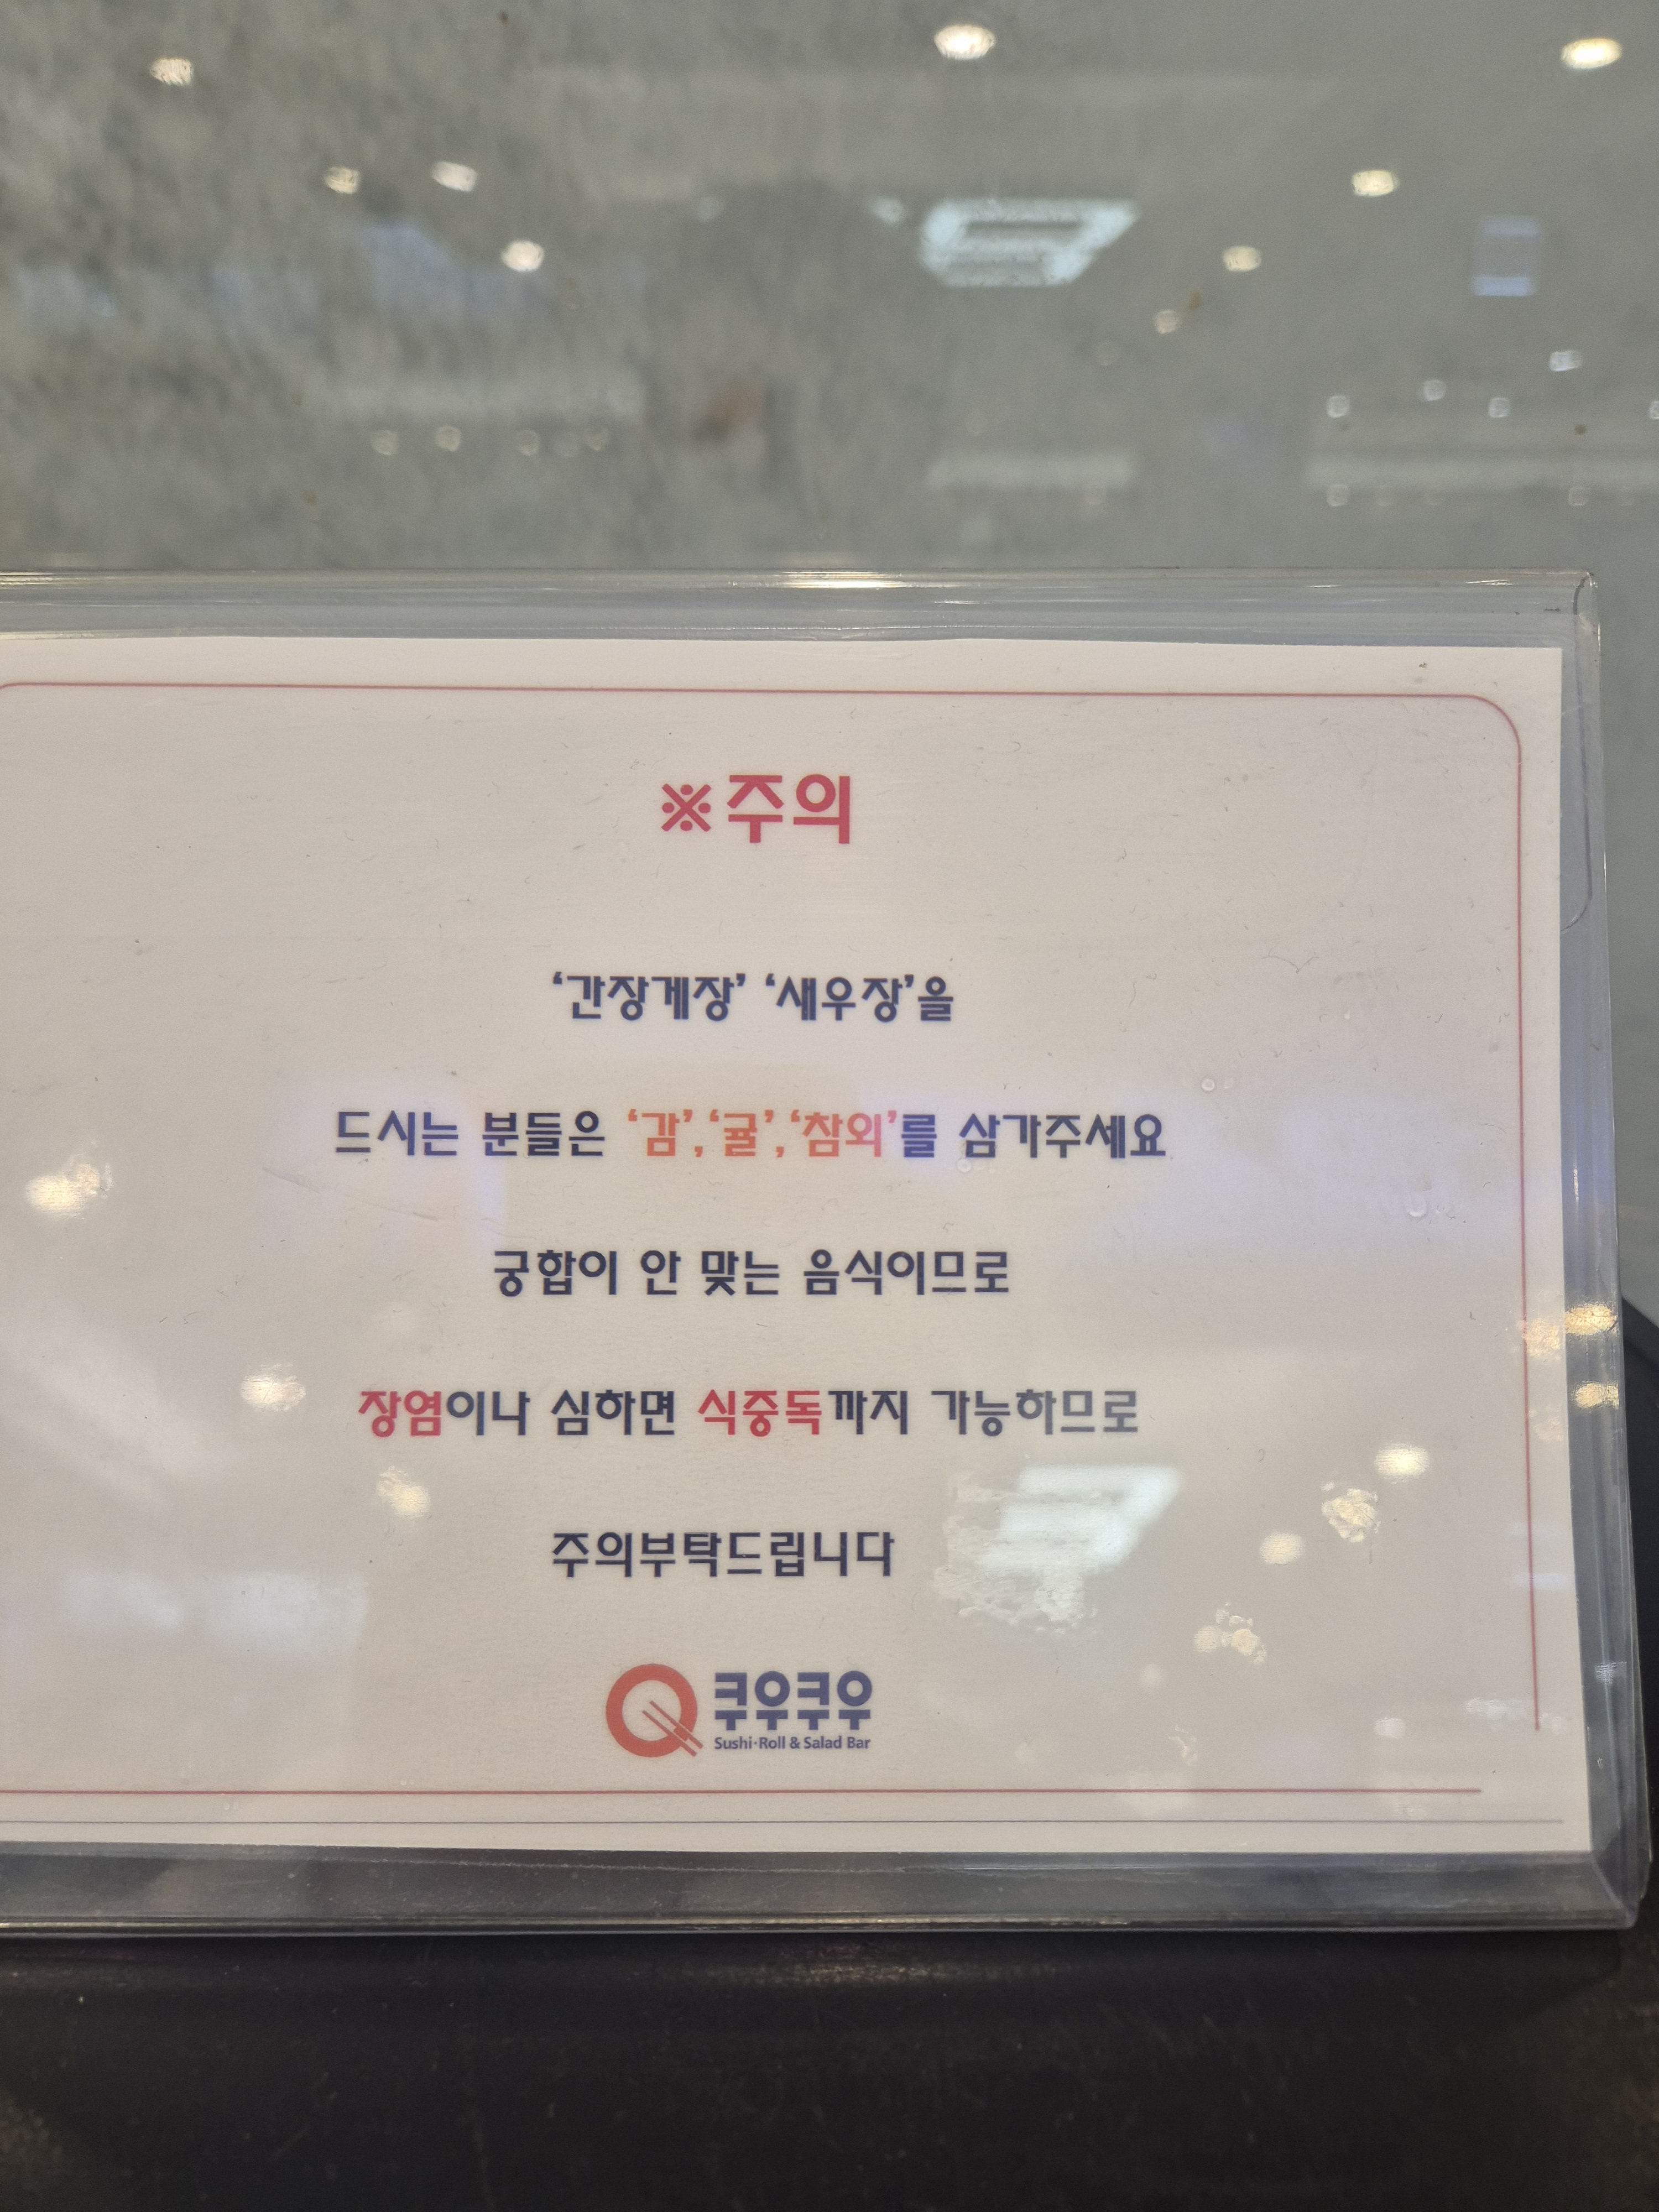 ※주의
‘간장게장’ ‘새우장’을
드시는 분들은 ‘감’, ‘귤’, ‘참외’를 삼가주세요
궁합이 안 맞는 음식이므로
장염이나 심하면 식중독까지 가능하므로
주의부탁드립니다
쿠우쿠우
Sushi·Roll & Salad Bar